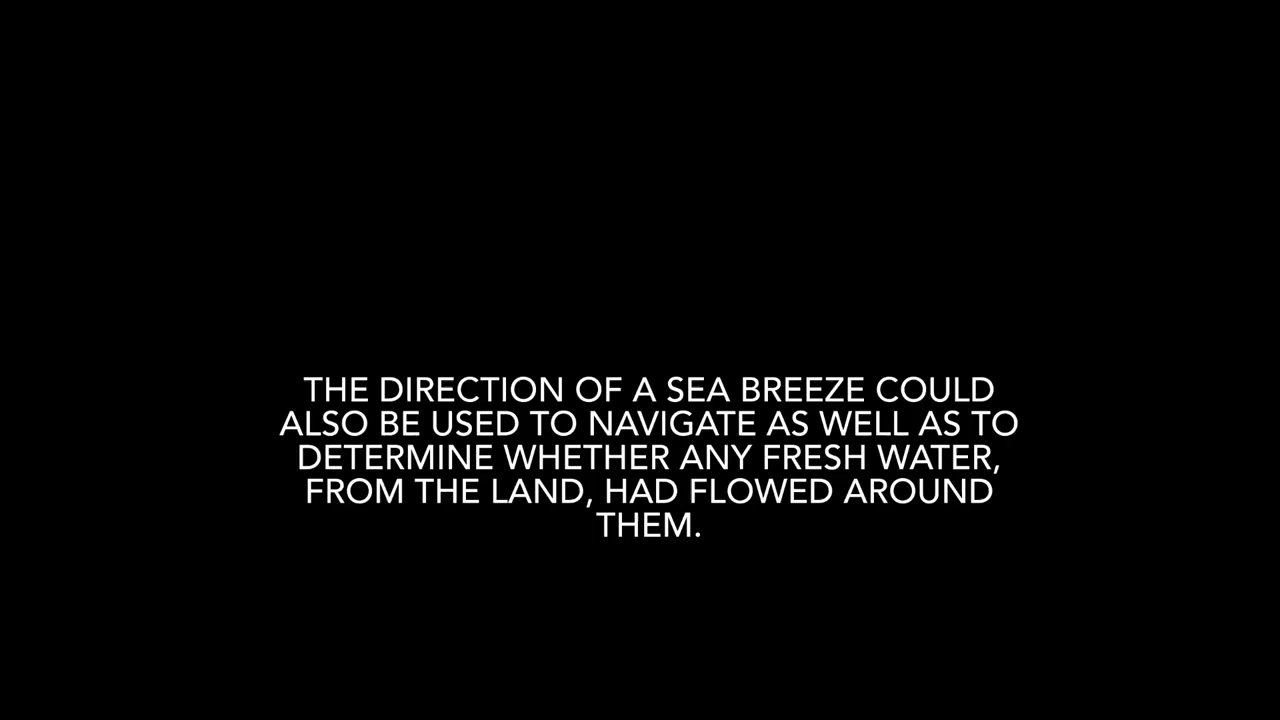 THE DIRECTION OF A SEA BREEZE COULD
ALSO BE USED TO NAVIGATE AS WELL AS TO
DETERMINE WHETHER ANY FRESH WATER,
FROM THE LAND, HAD FLOWED AROUND
THEM.